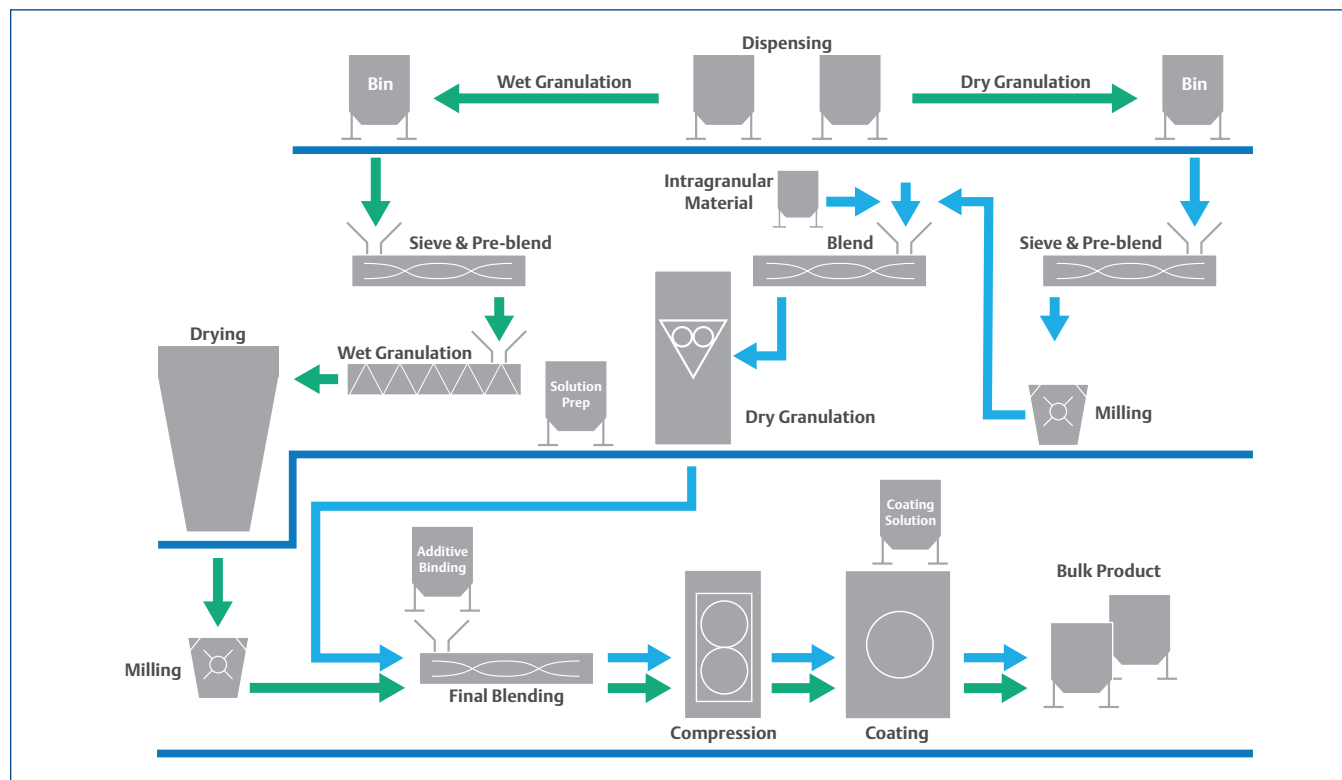 Dispensing
Bin
Wet Granulation
Dry Granulation
Bin
Intragranular
Material
Sieve & Pre-blend
Blend
Sieve & Pre-blend
Drying
Wet Granulation
Solution
Prep
Dry Granulation
Milling
Additive
Binding
Coating
Solution
Bulk Product
Milling
Final Blending
Compression
Coating